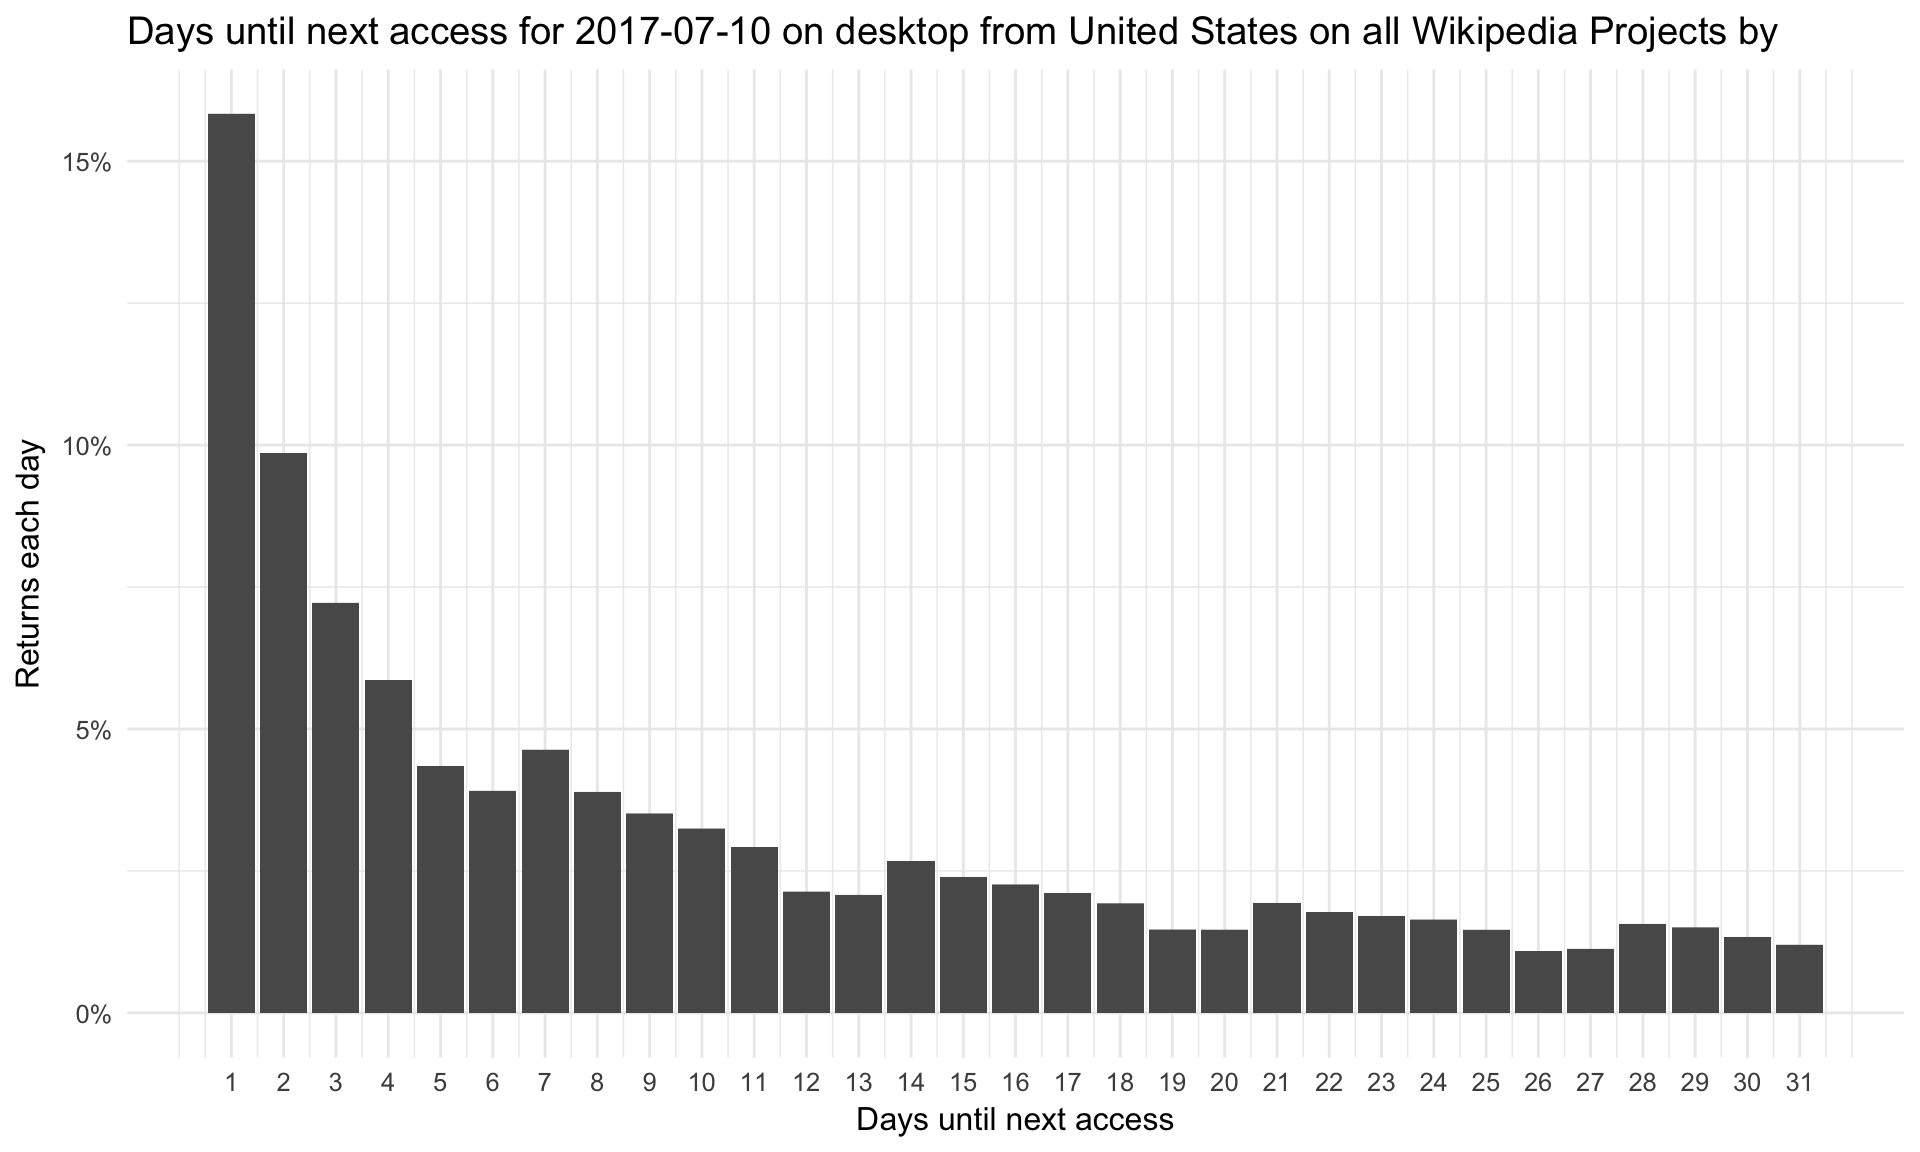 Days until next access for 2017-07-10 on desktop from United States on all Wikipedia Projects by
Returns each day
15%
10%
5%
0%
1 2 3 4 5 6 7 8 9 10 11 12 13 14 15 16 17 18 19 20 21 22 23 24 25 26 27 28 29 30 31
Days until next access